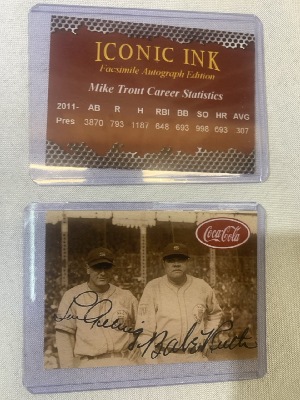 ICONIC INK
Facsimile Autograph Edition
Mike Trout Career Statistics
2011- AB R H RBI BB SO HR AVG
Pres 3870 793 1187 648 693 998 693 307
Coca-Cola
Lou Gehrig
Babe Ruth